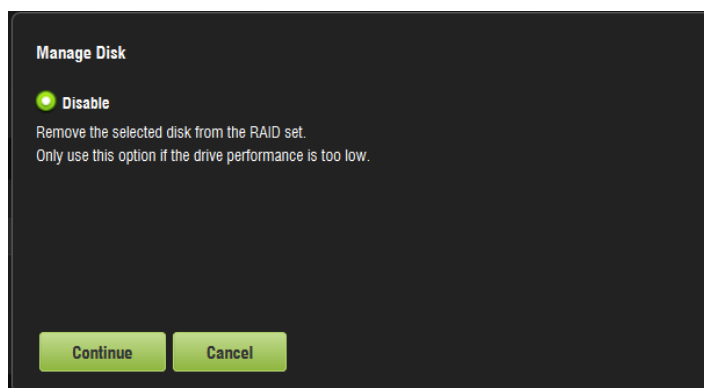 Manage Disk
Disable
Remove the selected disk from the RAID set.
Only use this option if the drive performance is too low.
Continue
Cancel